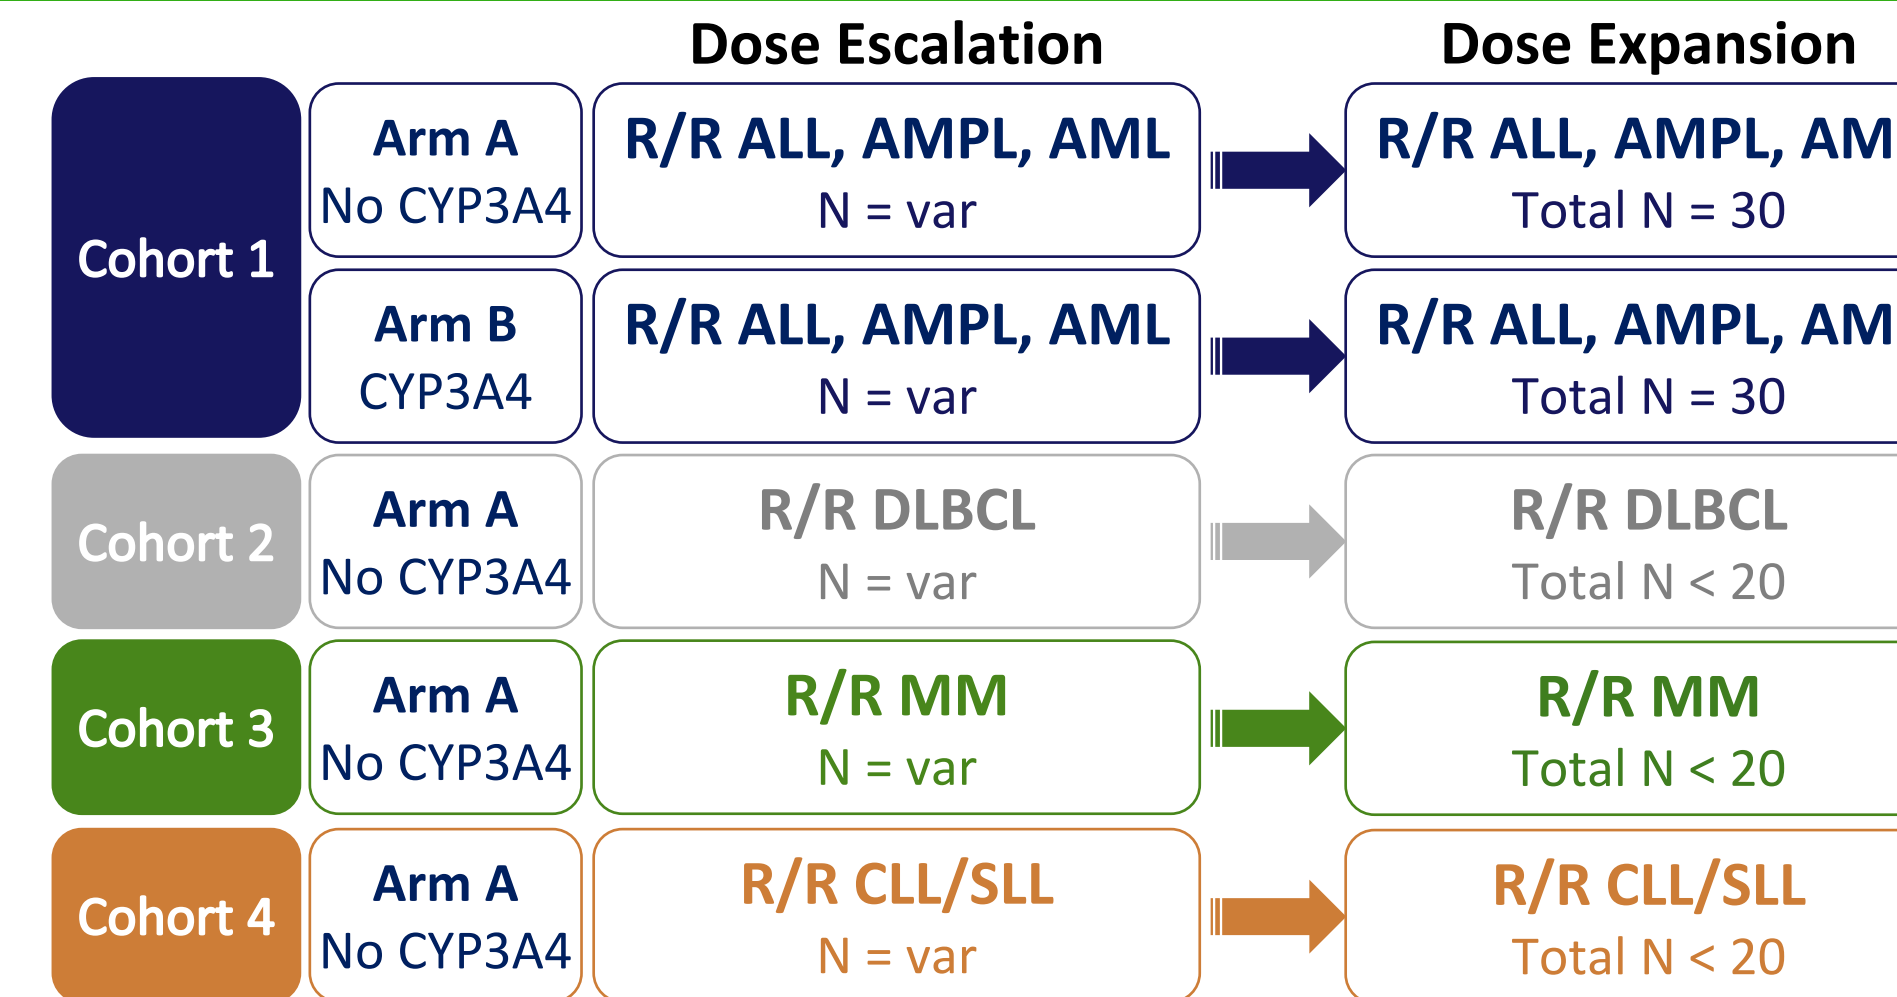 Dose Escalation
Dose Expansion
Cohort 1
Arm A
No CYP3A4
R/R ALL, AMPL, AML
N = var
R/R ALL, AMPL, AM
Total N = 30
Arm B
CYP3A4
R/R ALL, AMPL, AML
N = var
R/R ALL, AMPL, AM
Total N = 30
Cohort 2
Arm A
No CYP3A4
R/R DLBCL
N = var
R/R DLBCL
Total N < 20
Cohort 3
Arm A
No CYP3A4
R/R MM
N = var
R/R MM
Total N < 20
Cohort 4
Arm A
No CYP3A4
R/R CLL/SLL
N = var
R/R CLL/SLL
Total N < 20